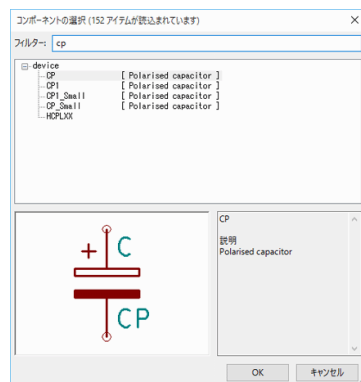 コンポーネントの選択 (152 アイテムが読込まれています)
フィルター: cp
device
CP [ Polarised capacitor ]
CP1 [ Polarised capacitor ]
CP1_Small [ Polarised capacitor ]
CP_Small [ Polarised capacitor ]
HCPLXX
+ C
CP
CP
説明
Polarised capacitor
OK キャンセル